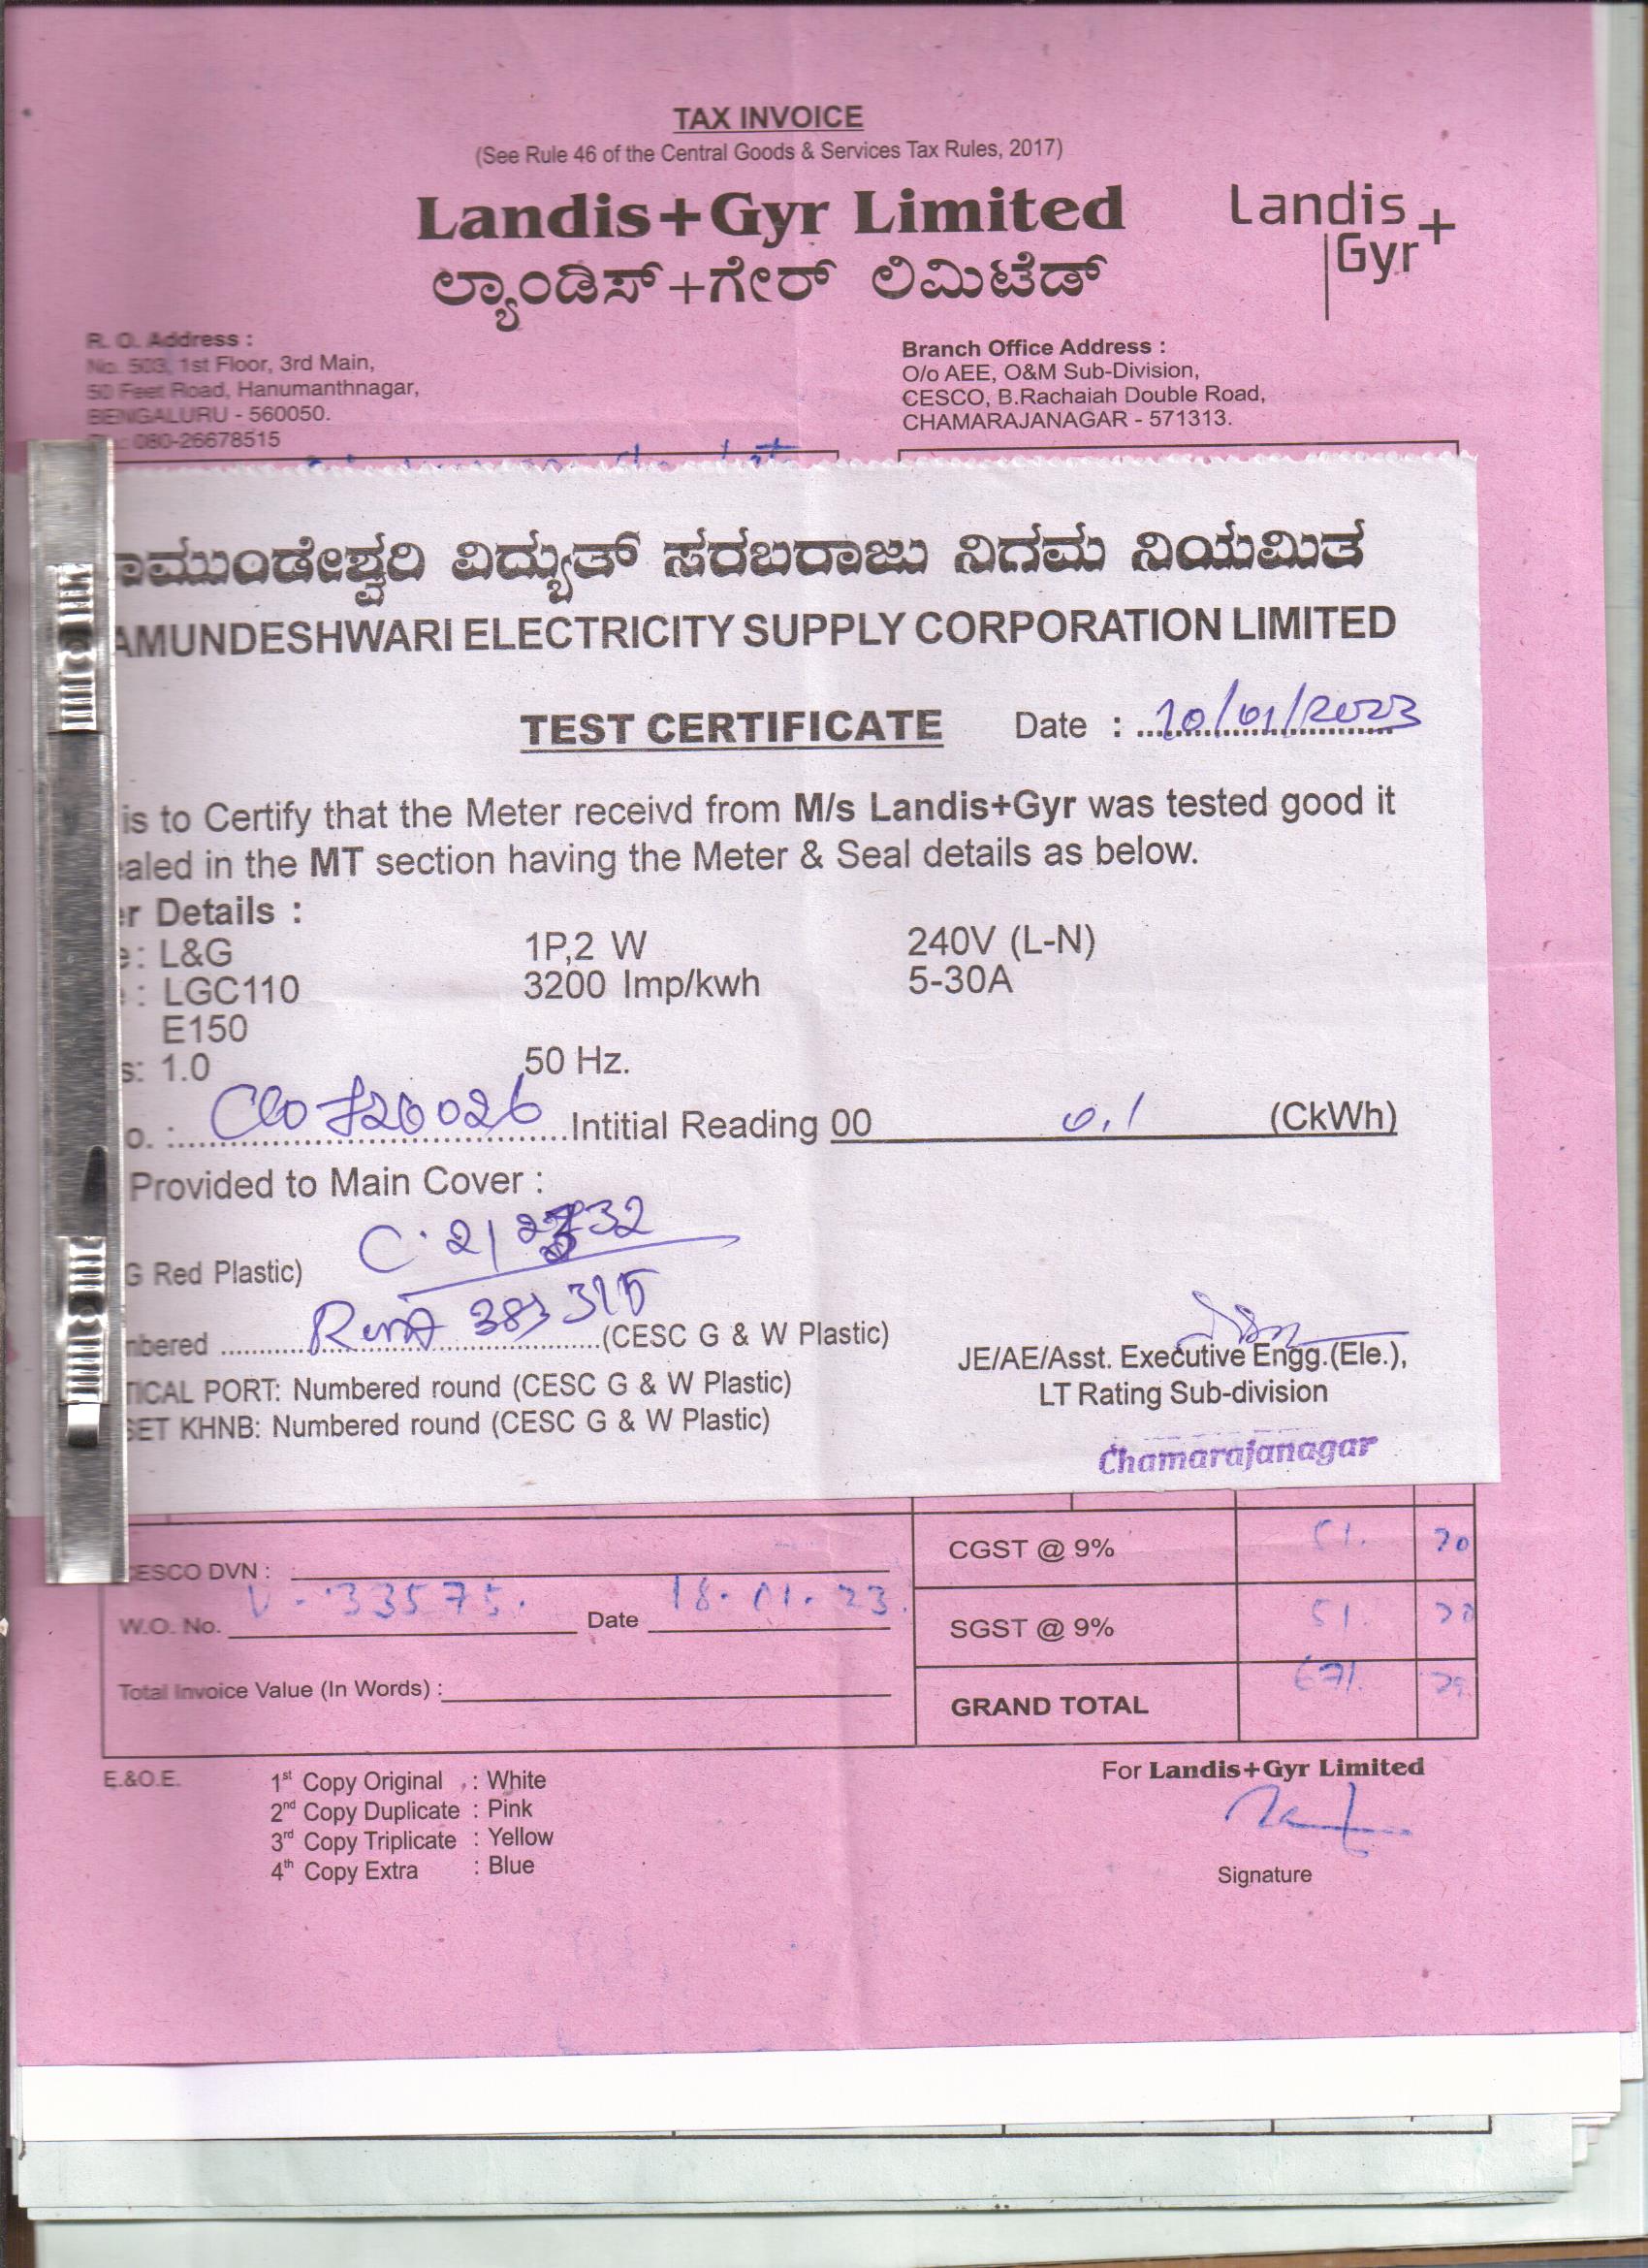 TAX INVOICE
(See Rule 46 of the Central Goods & Services Tax Rules, 2017)
Landis+Gyr Limited
Landis+
Gyr
ಲ್ಯಾಂಡಿಸ್+ಗೇರ್ ಲಿಮಿಟೆಡ್
R. O. Address :
No. 503, 1st Floor, 3rd Main,
50 Feet Road, Hanumanthnagar,
BENGALURU - 560050.
080-26678515
Branch Office Address :
O/o AEE, O&M Sub-Division,
CESCO, B.Rachaiah Double Road,
CHAMARAJANAGAR - 571313.
ಾಮುಂಡೇಶ್ವರಿ ವಿದ್ಯುತ್ ಸರಬರಾಜು ನಿಗಮ ನಿಯಮಿತ
AMUNDESHWARI ELECTRICITY SUPPLY CORPORATION LIMITED
TEST CERTIFICATE Date : 10/01/2023
is to Certify that the Meter receivd from M/s Landis+Gyr was tested good it
ealed in the MT section having the Meter & Seal details as below.
er Details :
e: L&G 1P,2 W 240V (L-N)
: LGC110 3200 Imp/kwh 5-30A
E150
s: 1.0 50 Hz.
o. : Intitial Reading 00 0.1 (CkWh)
Provided to Main Cover :
G Red Plastic)
mbered (CESC G & W Plastic)
TICAL PORT: Numbered round (CESC G & W Plastic)
SET KHNB: Numbered round (CESC G & W Plastic)
JE/AE/Asst. Executive Engg.(Ele.),
LT Rating Sub-division
Chamarajanagar
CESCO DVN :
W.O. No. V-33575. Date 18-01-23.
Total Invoice Value (In Words) :
CGST @ 9% 51.
SGST @ 9% 51.
GRAND TOTAL 671.
E.&O.E.
1st Copy Original : White
2nd Copy Duplicate : Pink
3rd Copy Triplicate : Yellow
4th Copy Extra : Blue
For Landis+Gyr Limited
Signature